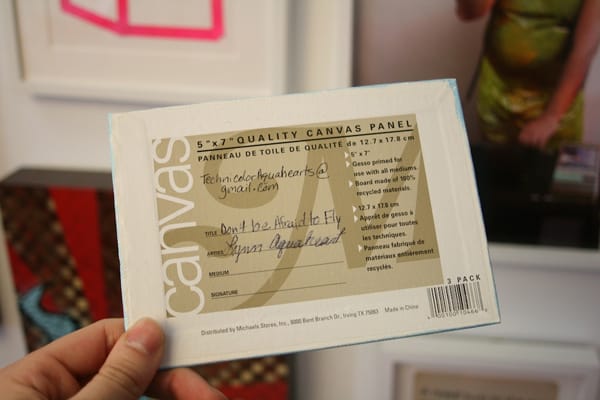 canvas
5"x7" QUALITY CANVAS PANEL
PANNEAU DE TOILE DE QUALITÉ de 12.7 x 17.8 cm
TechnicolorAquahearts@
gmail.com
TITLE Don't be Afraid to Fly
ARTIST Lynn Aquaheart
MEDIUM
SIGNATURE
5" x 7"
Gesso primed for
use with all mediums.
Board made of 100%
recycled materials.
12.7 x 17.8 cm
Apprêt de gesso à
utiliser pour toutes
les techniques.
Panneau fabriqué de
materiaux entièrement
recyclés.
3 PACK
Distributed by Michaels Stores, Inc., 8000 Bent Branch Dr., Irving TX 75063 Made in China